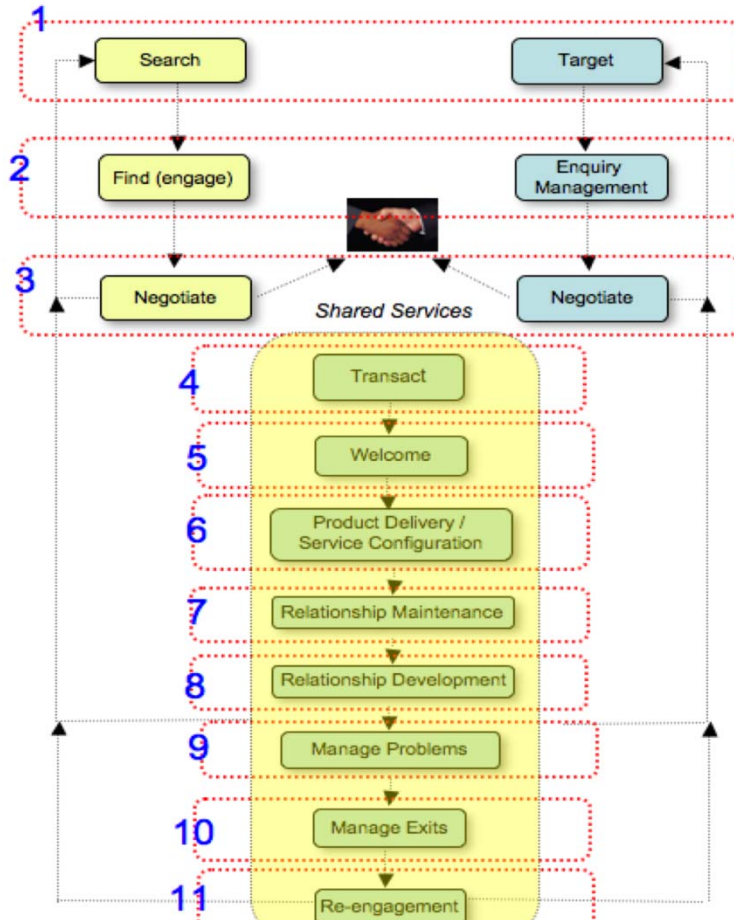 1
Search
Target
2
Find (engage)
Enquiry
Management
3
Negotiate
Negotiate
Shared Services
4
Transact
5
Welcome
6
Product Delivery /
Service Configuration
7
Relationship Maintenance
8
Relationship Development
9
Manage Problems
10
Manage Exits
11
Re-engagement